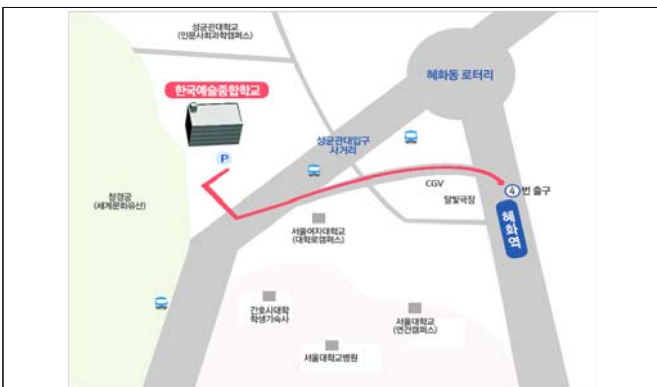 성균관대학교
(인문사회과학캠퍼스)
혜화동 로터리
한국예술종합학교
성균관대입구
사거리
P
CGV
4번 출구
달빛극장
창경궁
(세계문화유산)
혜화역
서울여자대학교
(대학로캠퍼스)
간호사대학
학생기숙사
서울대학교
(연건캠퍼스)
서울대학교병원